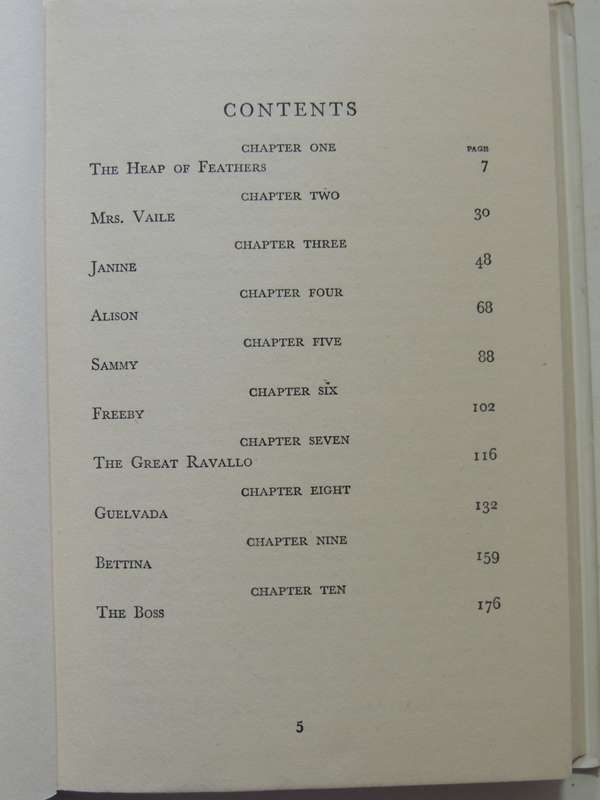 CONTENTS
CHAPTER ONE
PAGE
The Heap of Feathers 7
CHAPTER TWO
Mrs. Vaile 30
CHAPTER THREE
Janine 48
CHAPTER FOUR
Alison 68
CHAPTER FIVE
Sammy 88
CHAPTER SIX
Freeby 102
CHAPTER SEVEN
The Great Ravallo 116
CHAPTER EIGHT
Guelvada 132
CHAPTER NINE
Bettina 159
CHAPTER TEN
The Boss 176
5